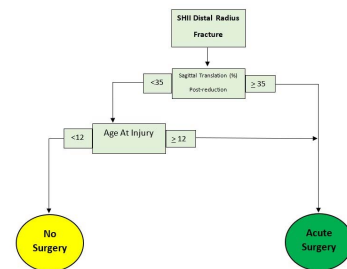 SHII Distal Radius
Fracture
<35
Sagittal Translation (%)
Post-reduction
≥ 35
<12
Age At Injury
≥ 12
No
Surgery
Acute
Surgery